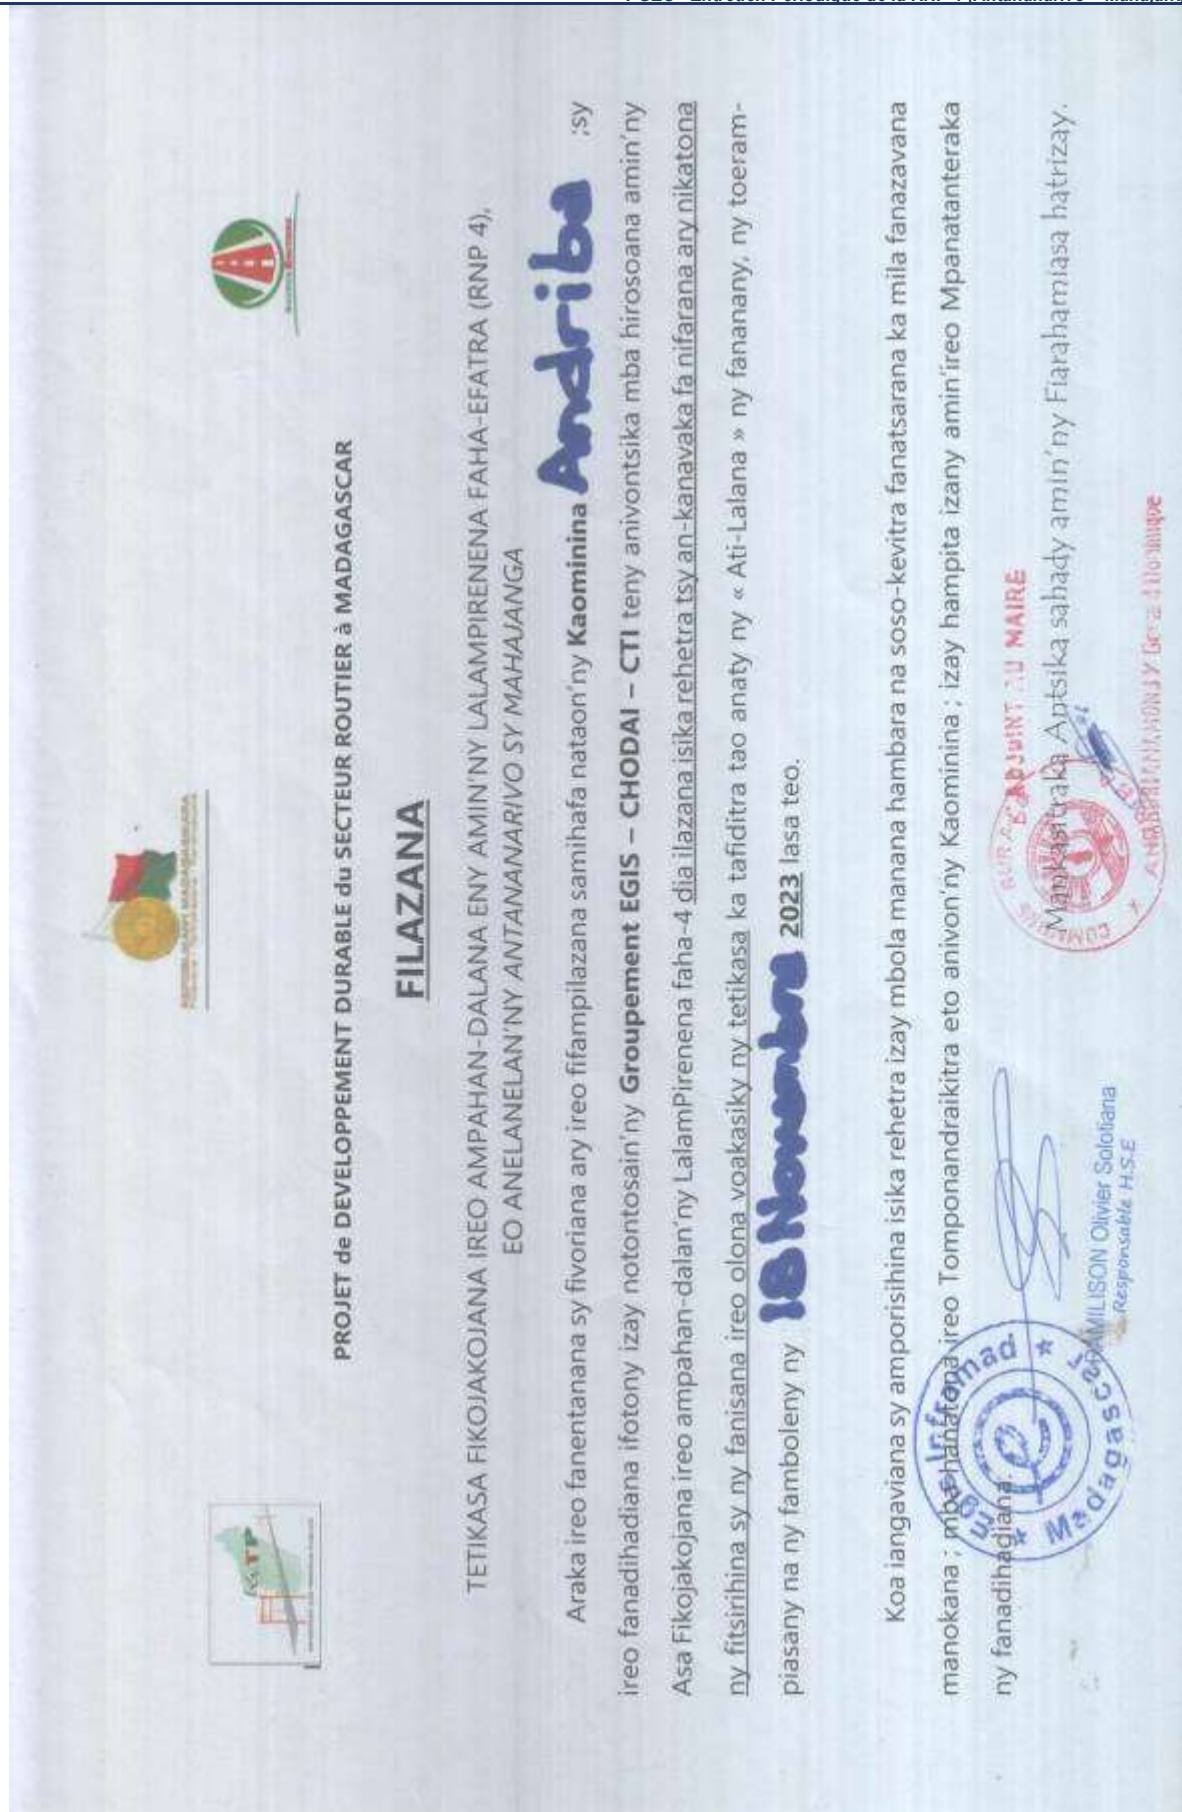 PROJET de DEVELOPPEMENT DURABLE du SECTEUR ROUTIER à MADAGASCAR
FILAZANA
TETIKASA FIKOJAKOJANA IREO AMPAHAN-DALANA ENY AMIN'NY LALAMPIRENENA FAHA-EFATRA (RNP 4),
EO ANELANELAN'NY ANTANANARIVO SY MAHAJANGA
Araka ireo fanentanana sy fivoriana ary ireo fifampilazana samihafa nataon'ny Kaominina Andriba ;sy
ireo fanadihadiana ifotony izay notontosain'ny Groupement EGIS – CHODAI – CTI teny anivontsika mba hirosoana amin'ny
Asa Fikojakojana ireo ampahan-dalan'ny LalamPirenena faha-4 dia ilazana isika rehetra tsy an-kanavaka fa nifarana ary nikatona
ny fitsirihina sy ny fanisana ireo olona voakasiky ny tetikasa ka tafiditra tao anaty ny « Ati-Lalana » ny fananany, ny toeram-
piasany na ny famboleny ny 18 Novambra 2023 lasa teo.
Koa iangaviana sy amporisihina isika rehetra izay mbola manana hambara na soso-kevitra fanatsarana ka mila fanazavana
manokana ; mba hanatona ireo Tomponandraikitra eto anivon'ny Kaominina ; izay hampita izany amin'ireo Mpanatanteraka
ny fanadihadiana.
Mankasitraka Antsika sahady amin'ny Fiarahamiasa hatrizay.
ADJOINT AU MAIRE
Egis Infromad
Madagascar
RAMILISON Olivier Solofiana
Responsable H.S.E